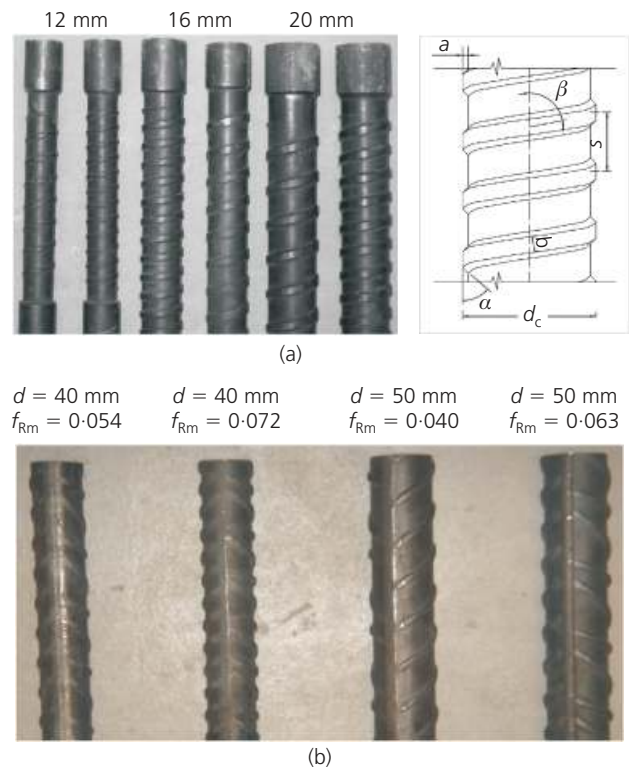 12 mm 16 mm 20 mm
a
β
s
b
α
d_c
(a)
d = 40 mm d = 40 mm d = 50 mm d = 50 mm
f_Rm = 0·054 f_Rm = 0·072 f_Rm = 0·040 f_Rm = 0·063
(b)